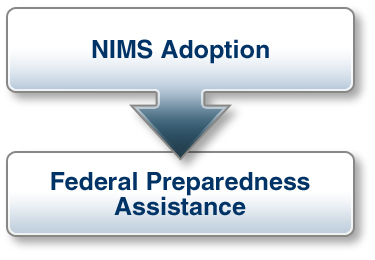 NIMS Adoption
Federal Preparedness
Assistance